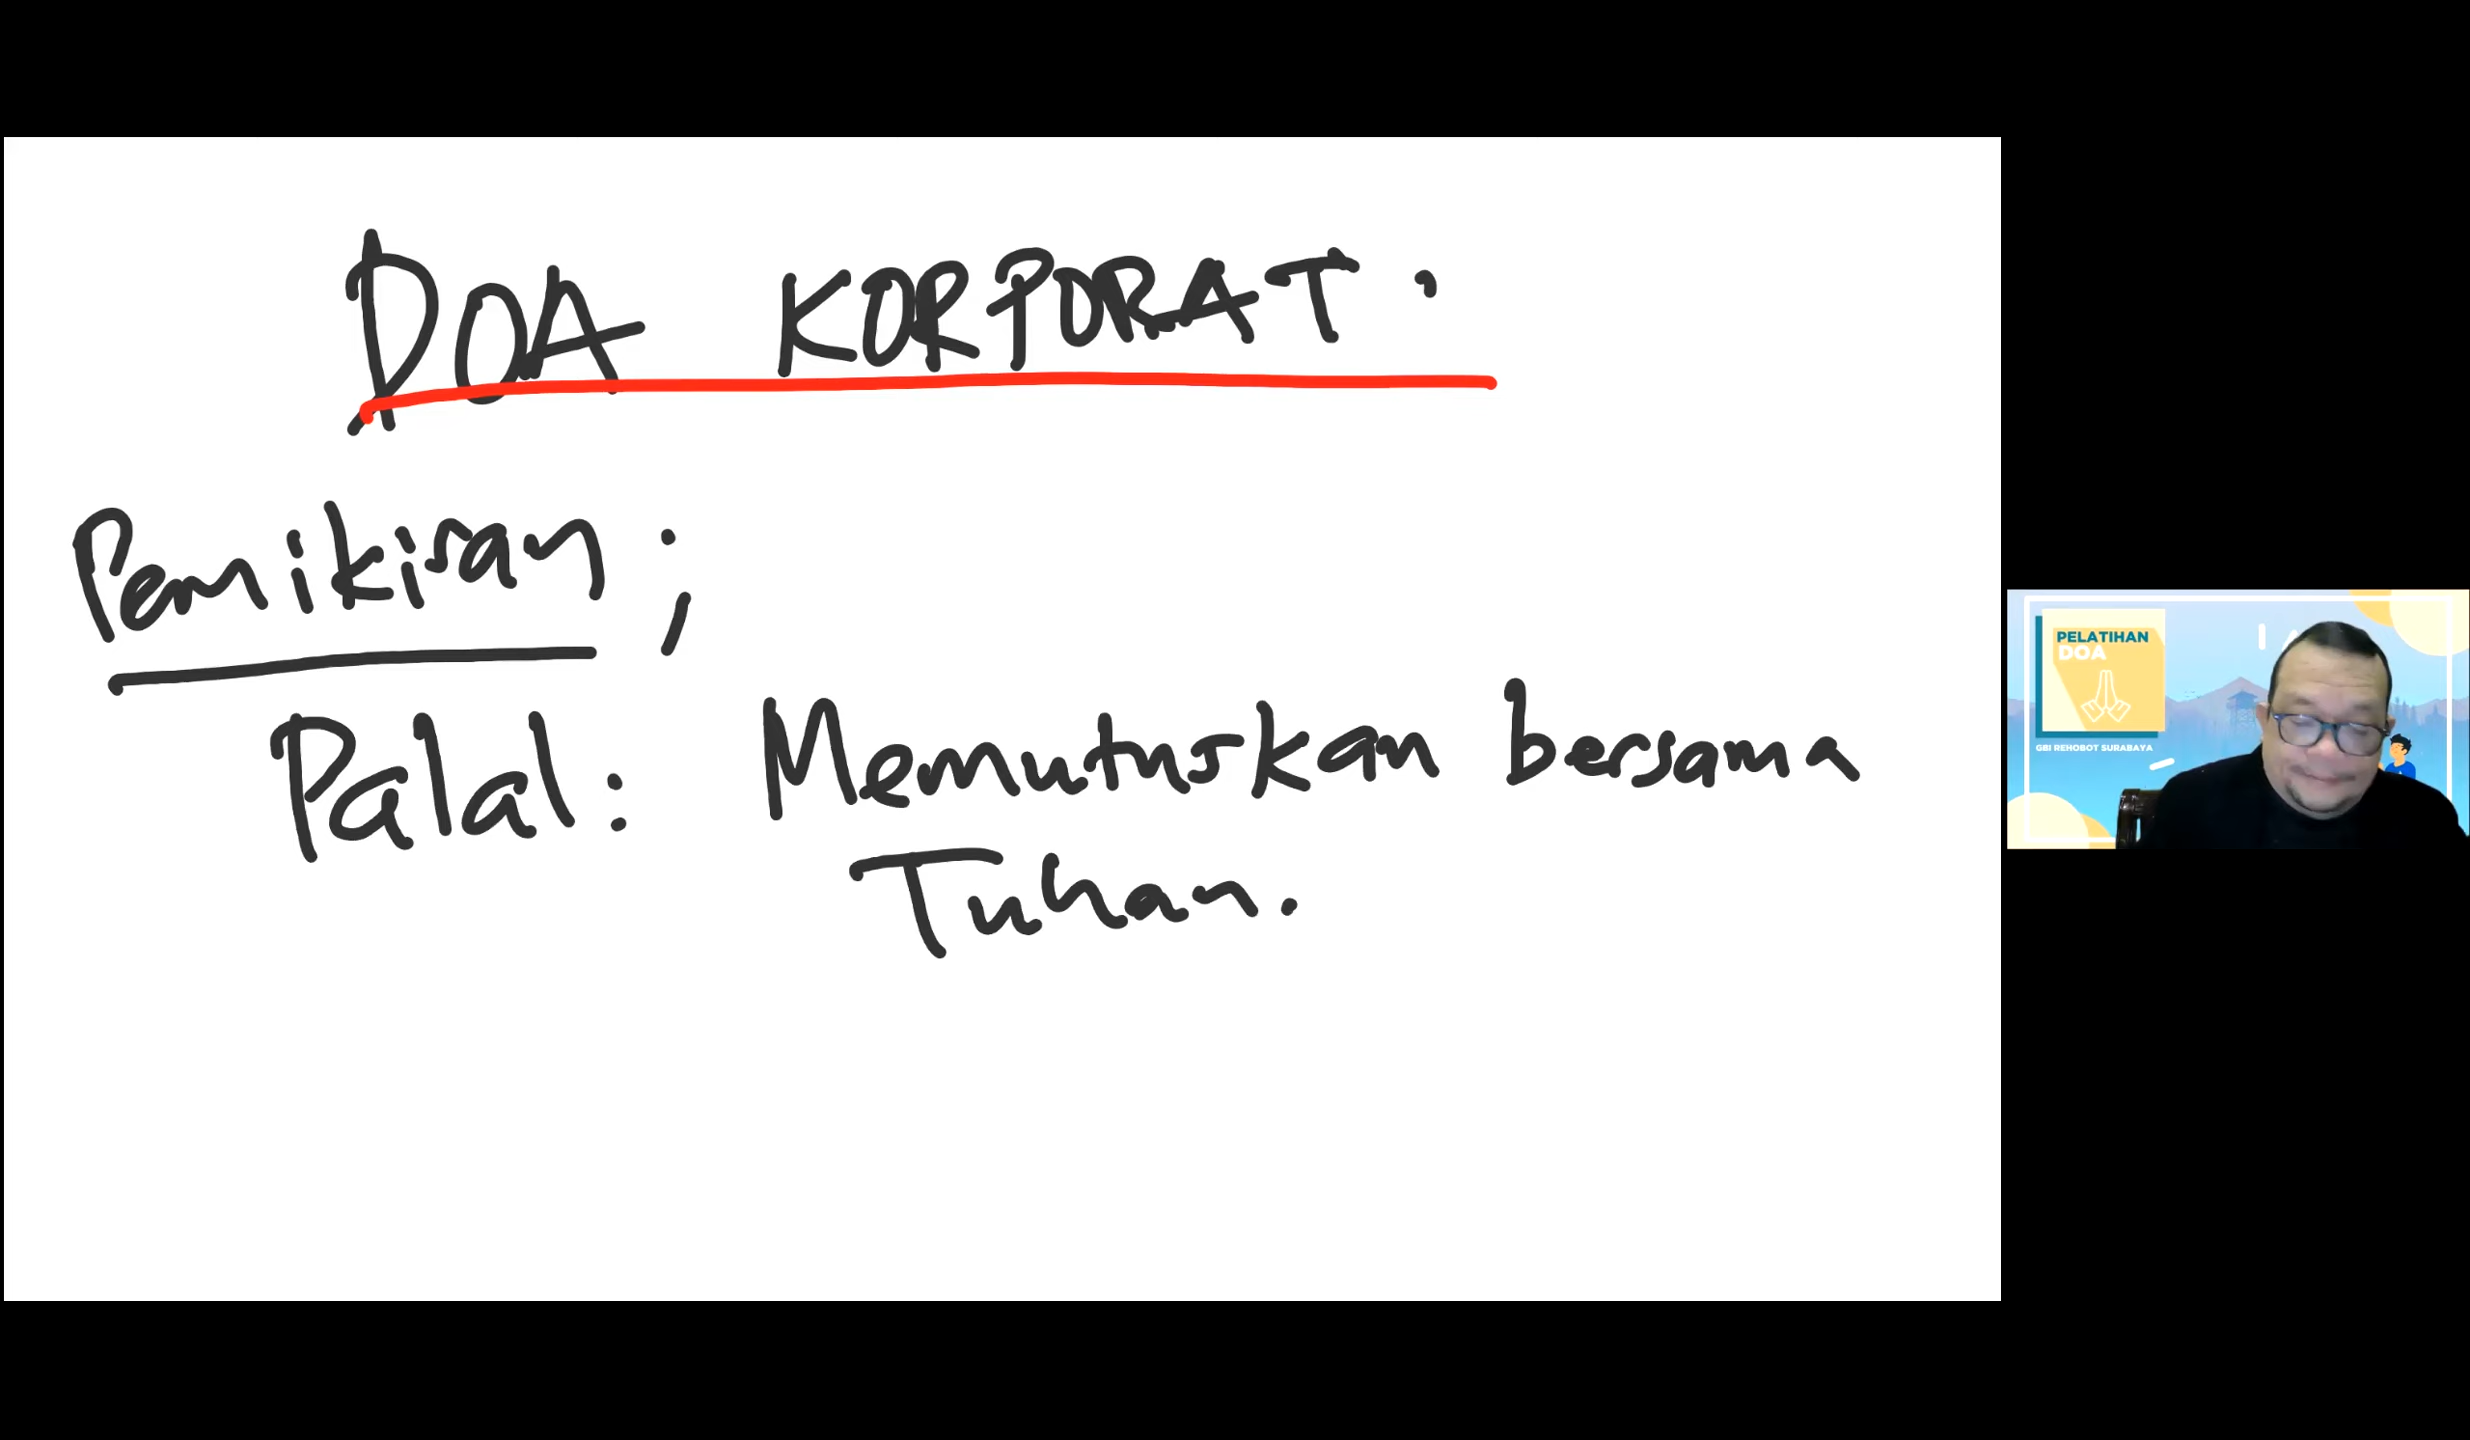 DOA KORPORAT.
Pemikiran;
Palal: Memutuskan bersama
Tuhan.
PELATIHAN
DOA
GBI REHOBOT SURABAYA